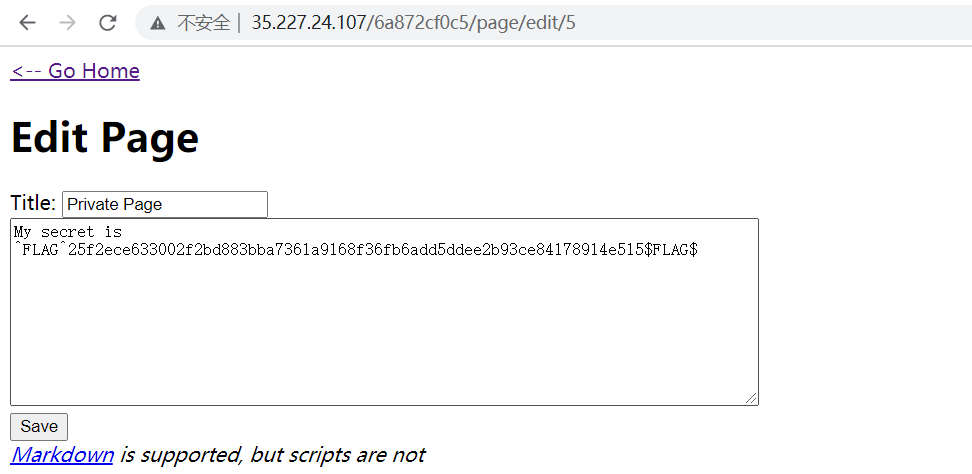 不安全 | 35.227.24.107/6a872cf0c5/page/edit/5
<-- Go Home
Edit Page
Title: Private Page
My secret is
^FLAG^25f2ece633002f2bd883bba7361a9168f36fb6add5ddee2b93ce84178914e515$FLAG$
Save
Markdown is supported, but scripts are not